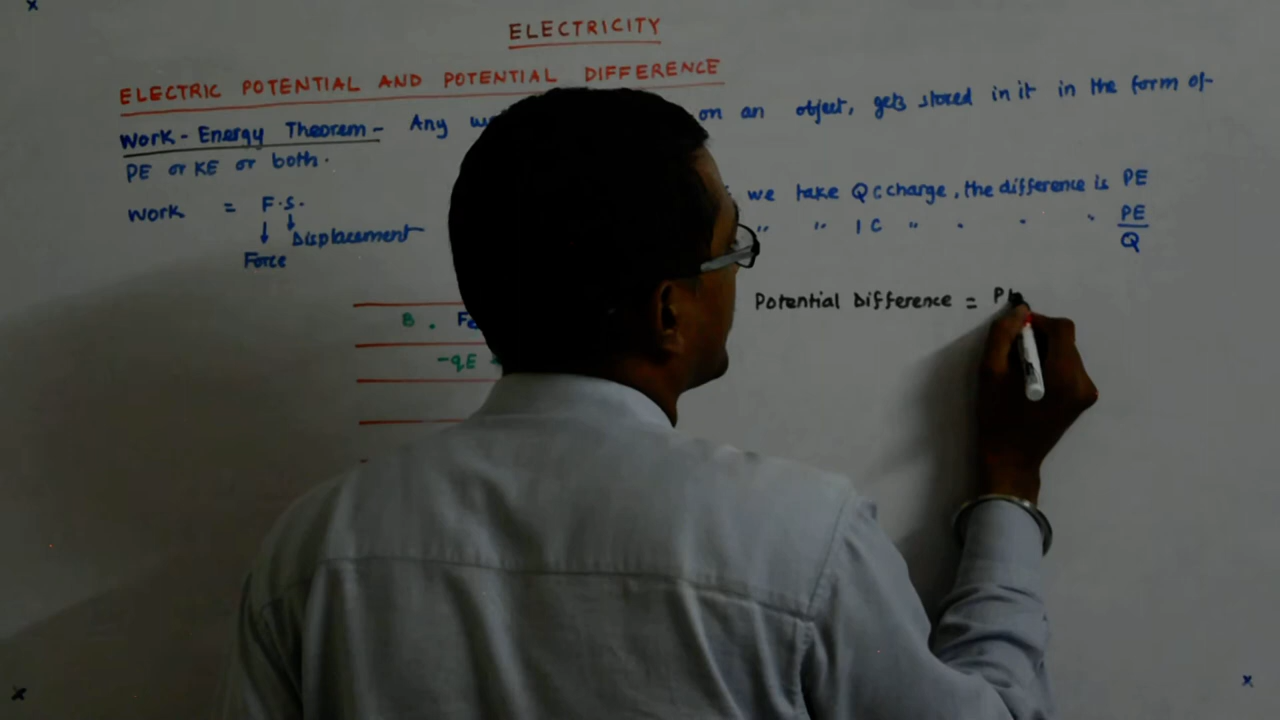 ELECTRICITY
ELECTRIC POTENTIAL AND POTENTIAL DIFFERENCE
Work - Energy Theorem - Any on an object, gets stored in it in the form of
PE or KE or both.
we take Q C charge, the difference is PE
Work = F.S.
" " 1 C " " " " PE
Q
Displacement
Force
Potential Difference =
B .
-qE